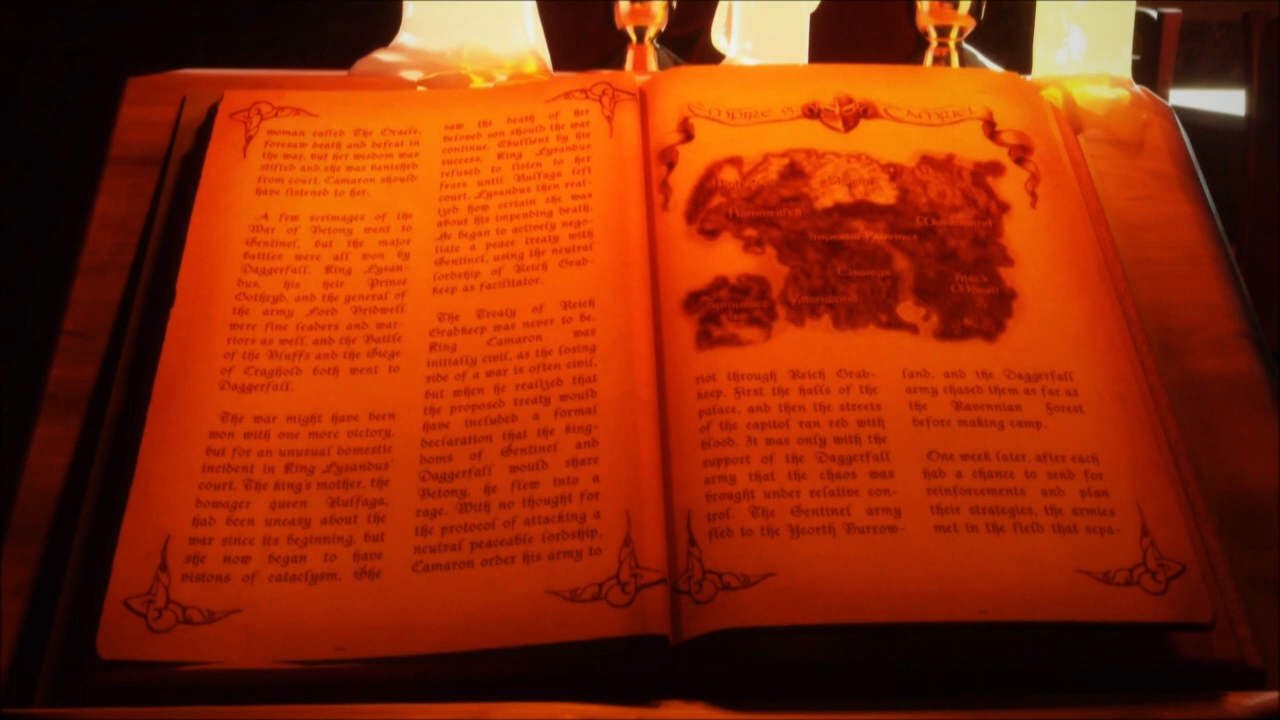 woman called The Oracle,
foresaw death and defeat in
the war, but her wisdom was
stifled and she was banished
from court. Camaron should
have listened to her.
A few scrimages of the
War of Betony went to
Sentinel, but the major
battles were all won by
Daggerfall. King Lysan-
dus, his heir Prince
Gothryd, and the general of
the army Lord Bridwell
were fine leaders and war-
riors as well, and the Battle
of the Bluffs and the Siege
of Craghold both went to
Daggerfall.
The war might have been
won with one more victory,
but for an unusual domestic
incident in King Lysandus'
court. The king's mother, the
dowager queen Nulfaga,
had been uneasy about the
war since its beginning, but
she now began to have
visions of cataclysm. She
saw the death of her
beloved son should the war
continue. Ebullient by his
success, King Lysandus
refused to listen to her
fears until Nulfaga left
court. Lysandus then real-
ized how certain she was
about his impending death.
He began to actively nego-
tiate a peace treaty with
Sentinel, using the neutral
lordship of Reich Grad-
keep as facilitator.
The Treaty of Reich
Gradkeep was never to be.
King Camaron was
initially civil, as the losing
side of a war is often civil,
but when he realized that
the proposed treaty would
have included a formal
declaration that the king-
doms of Sentinel and
Daggerfall would share
Betony, he flew into a
rage. With no thought for
the protocol of attacking a
neutral peaceable lordship,
Camaron order his army to
EMPIRE of TAMRIEL
Hammerfell
Skyrim
Morrowind
Imperial Province
Elsweyr
Black Marsh
Summurset Isle
Valenwood
riot through Reich Grad-
keep. First the halls of the
palace, and then the streets
of the capitol ran red with
blood. It was only with the
support of the Daggerfall
army that the chaos was
brought under relative con-
trol. The Sentinel army
fled to the Yeorth Burrow-
land, and the Daggerfall
army chased them as far as
the Ravennian Forest
before making camp.
One week later, after each
had a chance to send for
reinforcements and plan
their strategies, the armies
met in the field that sepa-